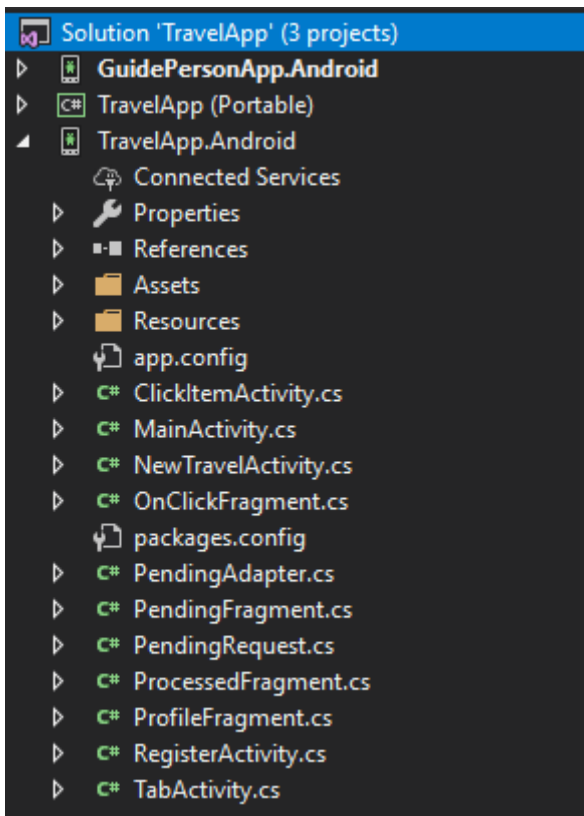 Solution 'TravelApp' (3 projects)
GuidePersonApp.Android
C# TravelApp (Portable)
TravelApp.Android
Connected Services
Properties
References
Assets
Resources
app.config
C# ClickItemActivity.cs
C# MainActivity.cs
C# NewTravelActivity.cs
C# OnClickFragment.cs
packages.config
C# PendingAdapter.cs
C# PendingFragment.cs
C# PendingRequest.cs
C# ProcessedFragment.cs
C# ProfileFragment.cs
C# RegisterActivity.cs
C# TabActivity.cs